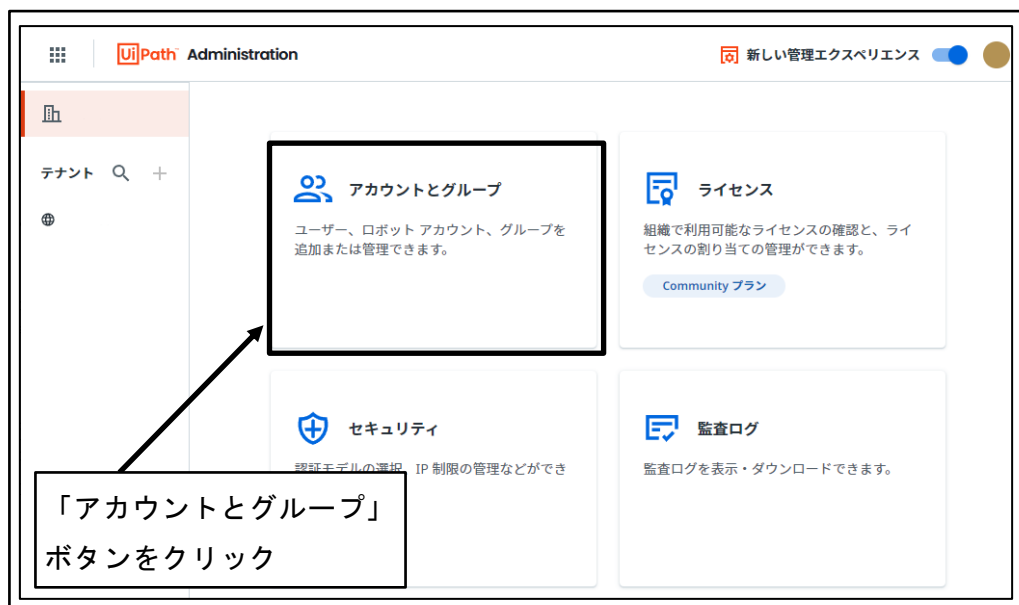 UiPath Administration
新しい管理エクスペリエンス
テナント
アカウントとグループ
ユーザー、ロボット アカウント、グループを
追加または管理できます。
ライセンス
組織で利用可能なライセンスの確認と、ライ
センスの割り当ての管理ができます。
Community プラン
セキュリティ
認証モデルの選択、IP 制限の管理などができ
監査ログ
監査ログを表示・ダウンロードできます。
「アカウントとグループ」
ボタンをクリック